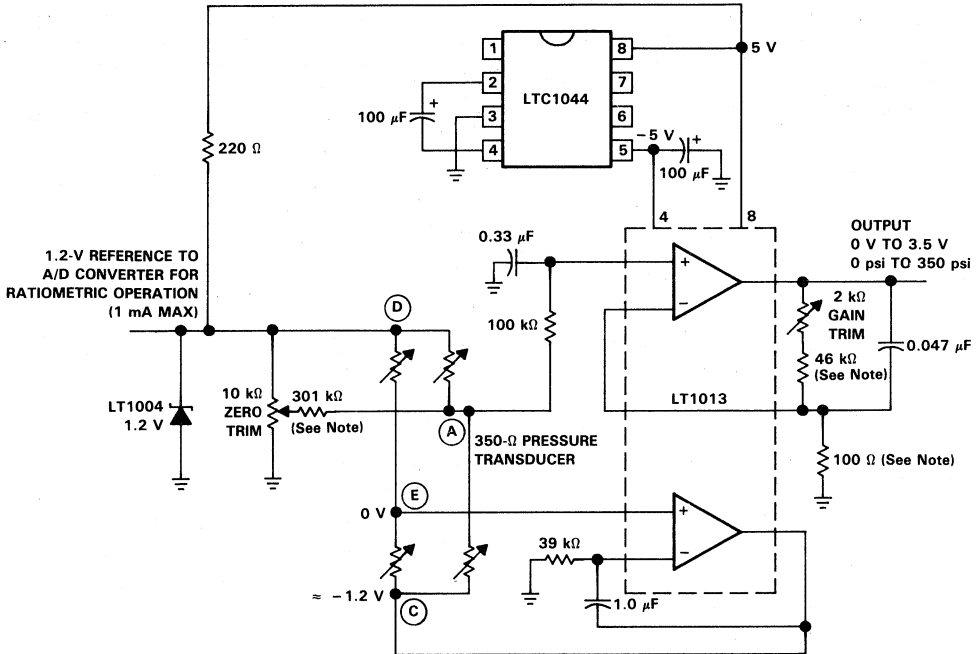 1
2
3
4
LTC1044
8
7
6
5
5 V
100 µF
+
−5 V
+
100 µF
220 Ω
4
8
0.33 µF
OUTPUT
0 V TO 3.5 V
0 psi TO 350 psi
1.2-V REFERENCE TO
A/D CONVERTER FOR
RATIOMETRIC OPERATION
(1 mA MAX)
+
−
2 kΩ
GAIN
TRIM
D
100 kΩ
46 kΩ
(See Note)
0.047 µF
LT1004
1.2 V
10 kΩ
ZERO
TRIM
301 kΩ
(See Note)
A
LT1013
350-Ω PRESSURE
TRANSDUCER
100 Ω (See Note)
E
0 V
+
−
39 kΩ
≈ −1.2 V
C
1.0 µF